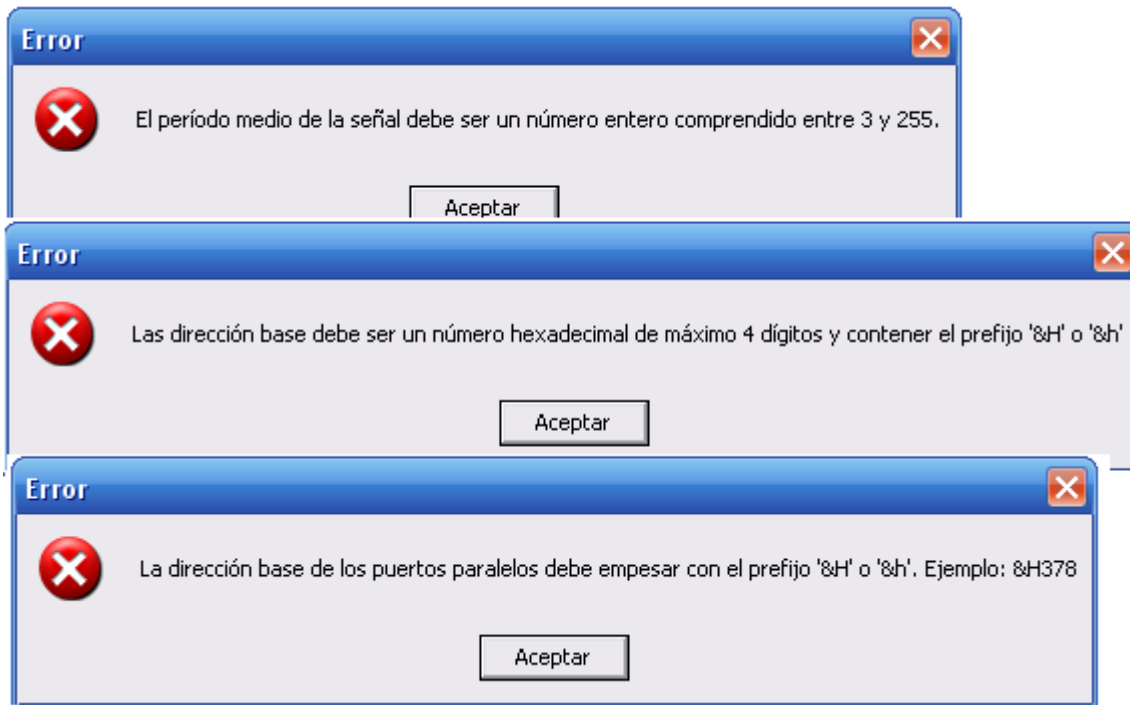 Error
El período medio de la señal debe ser un número entero comprendido entre 3 y 255.
Aceptar
Error
Las dirección base debe ser un número hexadecimal de máximo 4 dígitos y contener el prefijo '&H' o '&h'
Aceptar
Error
La dirección base de los puertos paralelos debe empesar con el prefijo '&H' o '&h'. Ejemplo: &H378
Aceptar